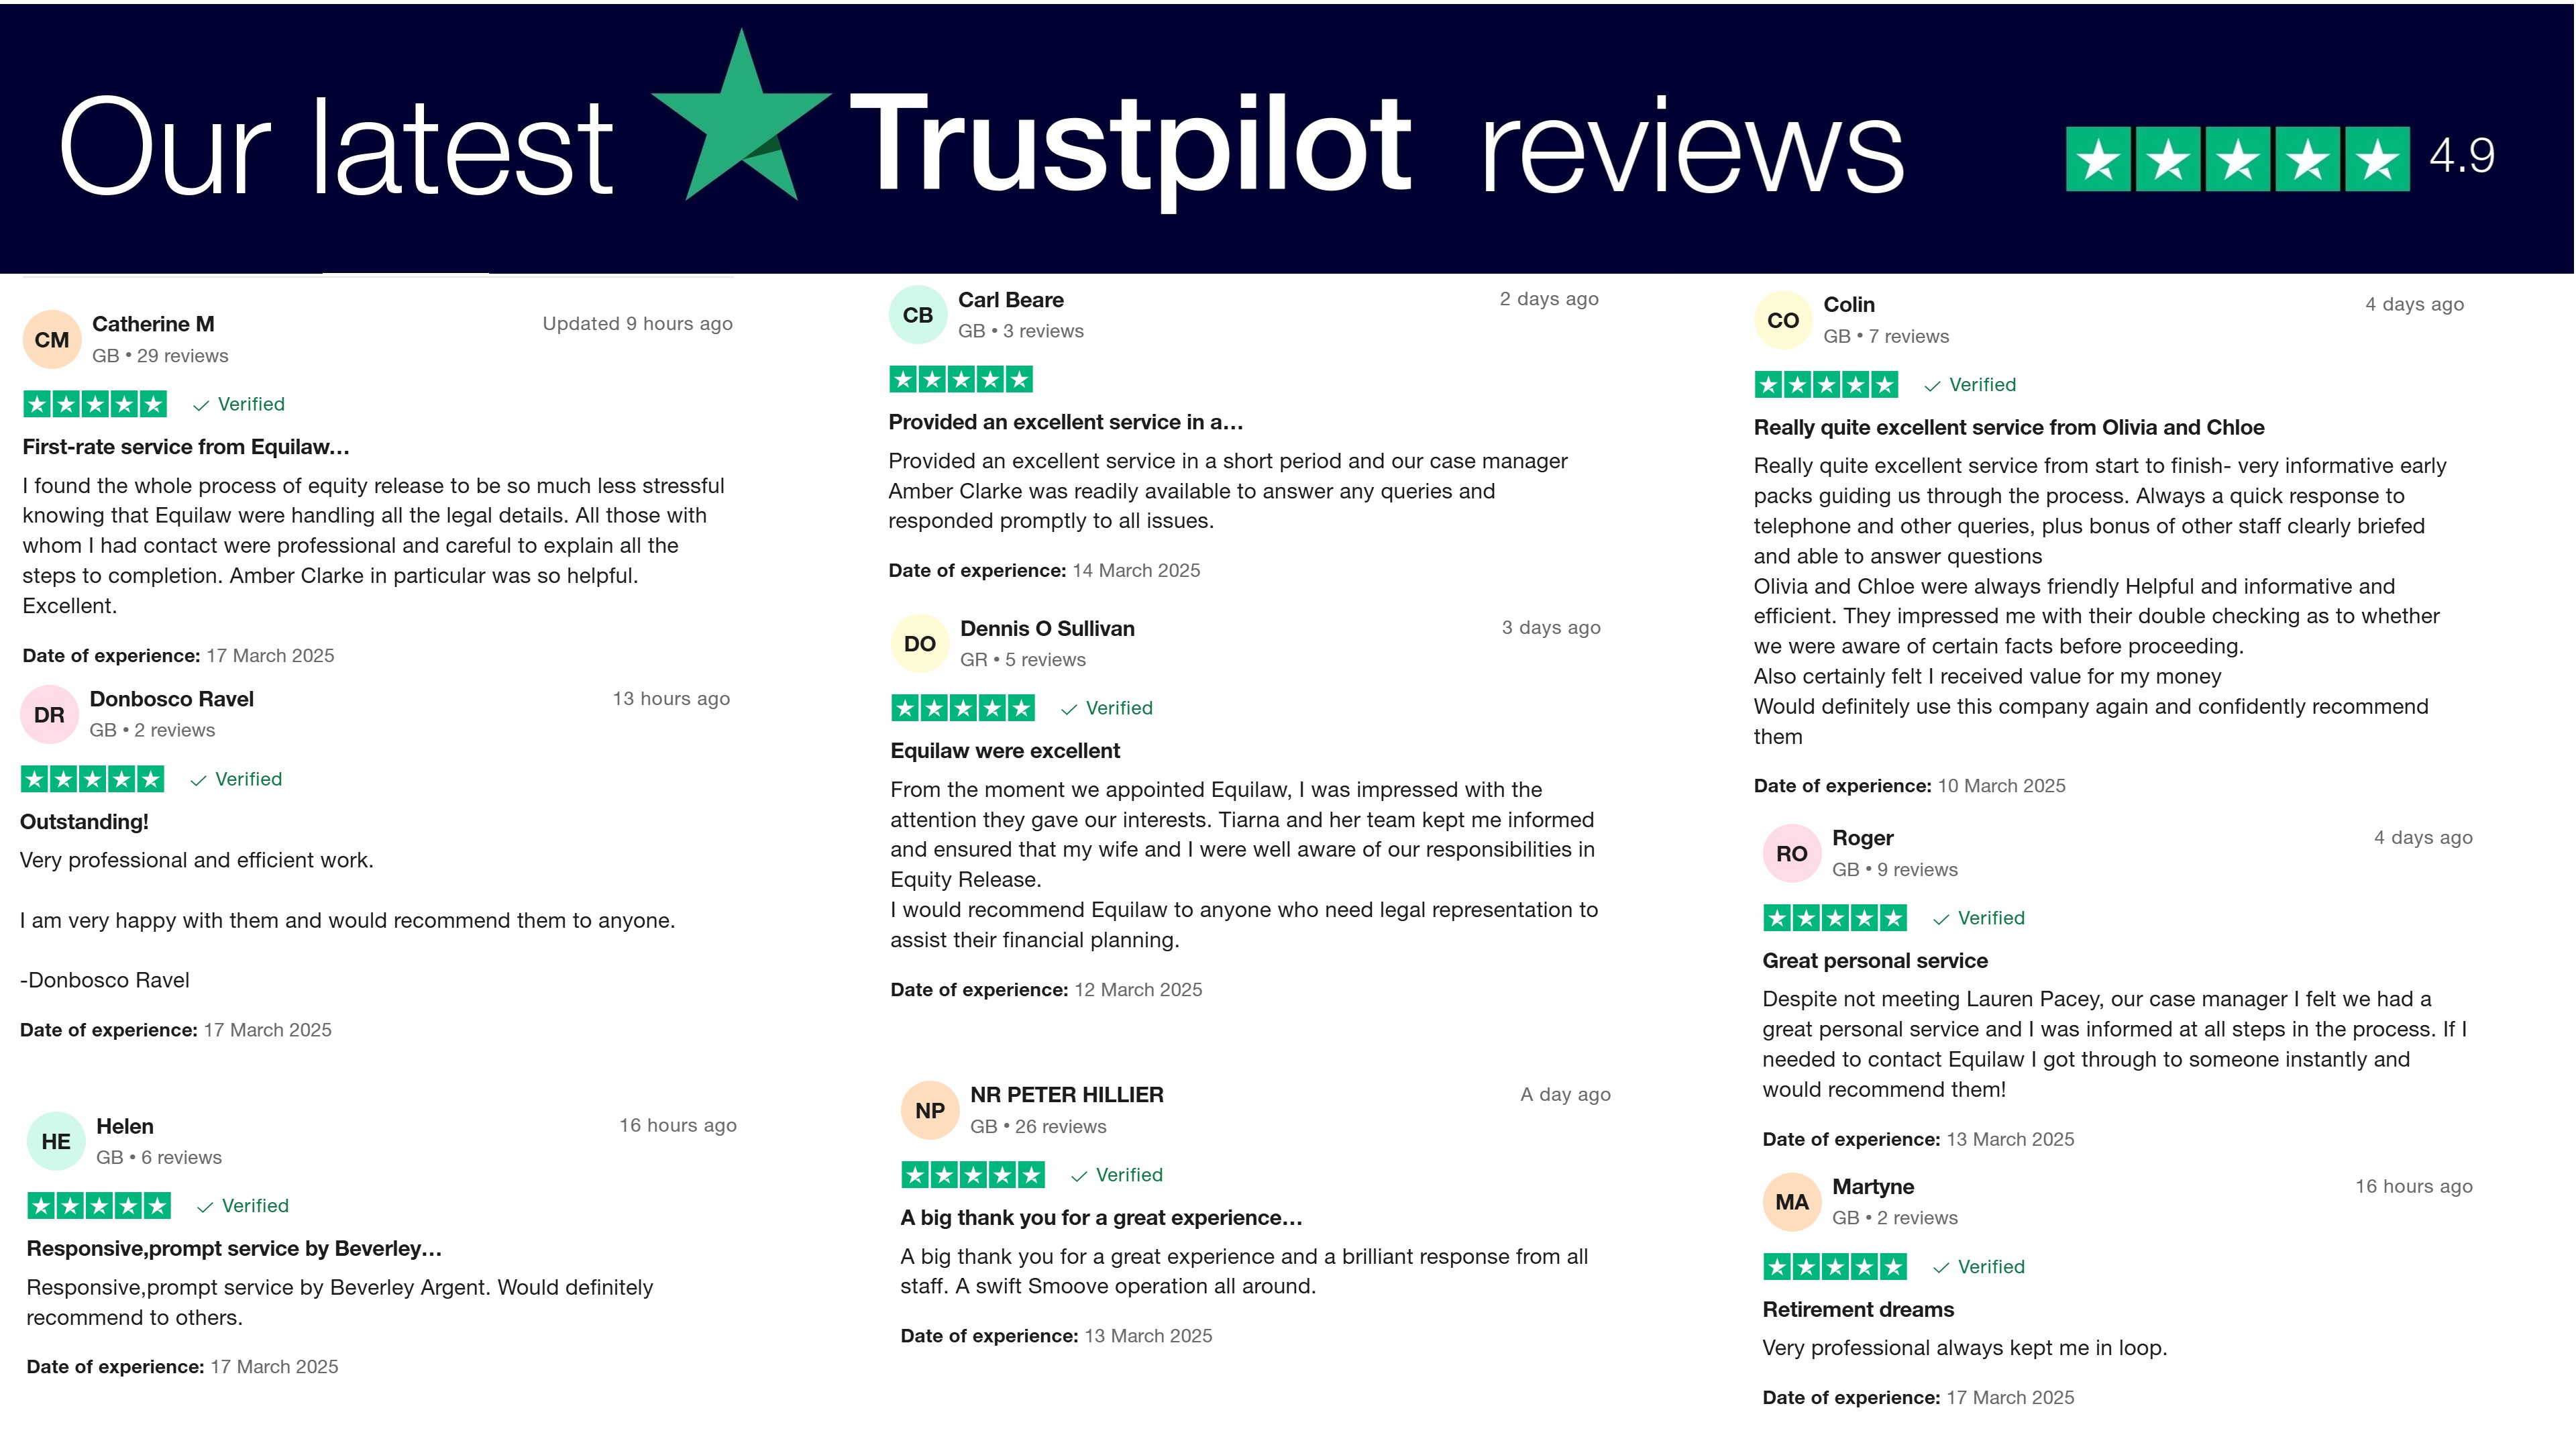 Our latest Trustpilot reviews 4.9
CM
Catherine M
Updated 9 hours ago
GB • 29 reviews
Verified
First-rate service from Equilaw…
I found the whole process of equity release to be so much less stressful
knowing that Equilaw were handling all the legal details. All those with
whom I had contact were professional and careful to explain all the
steps to completion. Amber Clarke in particular was so helpful.
Excellent.
Date of experience: 17 March 2025
DR
Donbosco Ravel
13 hours ago
GB • 2 reviews
Verified
Outstanding!
Very professional and efficient work.
I am very happy with them and would recommend them to anyone.
-Donbosco Ravel
Date of experience: 17 March 2025
HE
Helen
16 hours ago
GB • 6 reviews
Verified
Responsive,prompt service by Beverley…
Responsive,prompt service by Beverley Argent. Would definitely
recommend to others.
Date of experience: 17 March 2025
CB
Carl Beare
2 days ago
GB • 3 reviews
Provided an excellent service in a…
Provided an excellent service in a short period and our case manager
Amber Clarke was readily available to answer any queries and
responded promptly to all issues.
Date of experience: 14 March 2025
DO
Dennis O Sullivan
3 days ago
GR • 5 reviews
Verified
Equilaw were excellent
From the moment we appointed Equilaw, I was impressed with the
attention they gave our interests. Tiarna and her team kept me informed
and ensured that my wife and I were well aware of our responsibilities in
Equity Release.
I would recommend Equilaw to anyone who need legal representation to
assist their financial planning.
Date of experience: 12 March 2025
NP
NR PETER HILLIER
A day ago
GB • 26 reviews
Verified
A big thank you for a great experience…
A big thank you for a great experience and a brilliant response from all
staff. A swift Smoove operation all around.
Date of experience: 13 March 2025
CO
Colin
4 days ago
GB • 7 reviews
Verified
Really quite excellent service from Olivia and Chloe
Really quite excellent service from start to finish- very informative early
packs guiding us through the process. Always a quick response to
telephone and other queries, plus bonus of other staff clearly briefed
and able to answer questions
Olivia and Chloe were always friendly Helpful and informative and
efficient. They impressed me with their double checking as to whether
we were aware of certain facts before proceeding.
Also certainly felt I received value for my money
Would definitely use this company again and confidently recommend
them
Date of experience: 10 March 2025
RO
Roger
4 days ago
GB • 9 reviews
Verified
Great personal service
Despite not meeting Lauren Pacey, our case manager I felt we had a
great personal service and I was informed at all steps in the process. If I
needed to contact Equilaw I got through to someone instantly and
would recommend them!
Date of experience: 13 March 2025
MA
Martyne
16 hours ago
GB • 2 reviews
Verified
Retirement dreams
Very professional always kept me in loop.
Date of experience: 17 March 2025